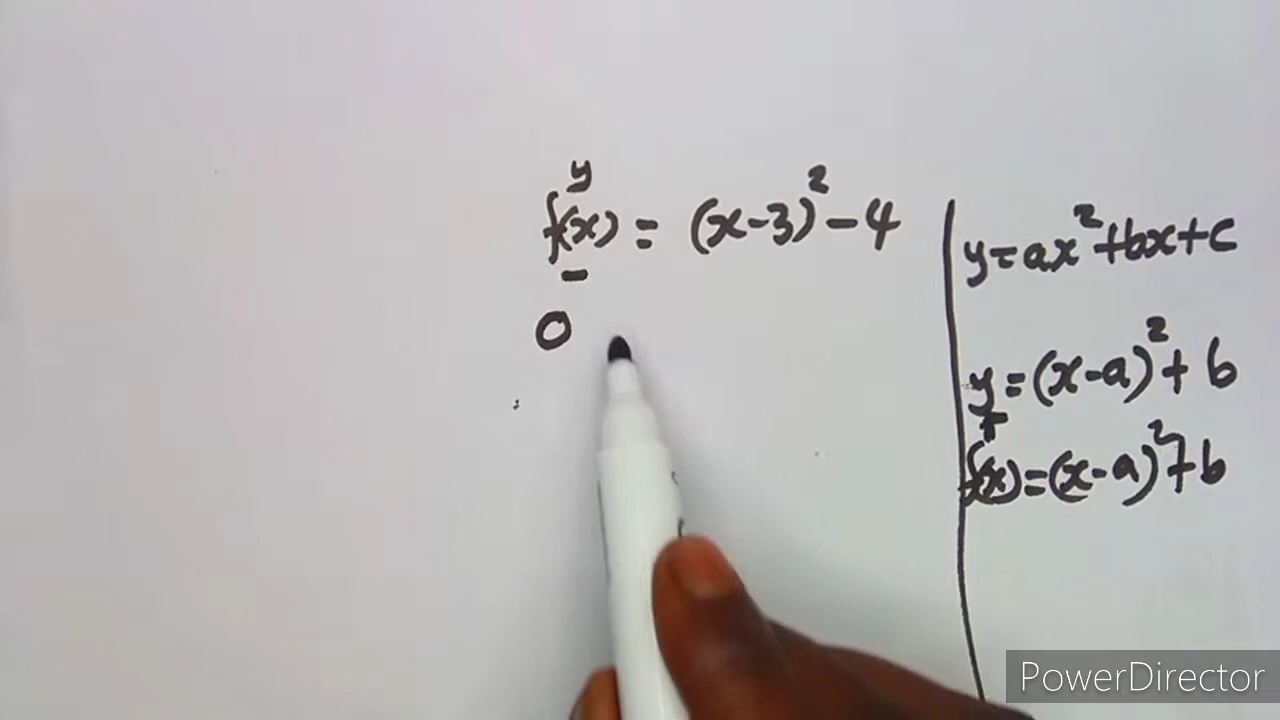 y
f(x) = (x-3)² - 4
0
y = ax² + bx + c
y = (x-a)² + b
f(x) = (x-a)² + b
PowerDirector